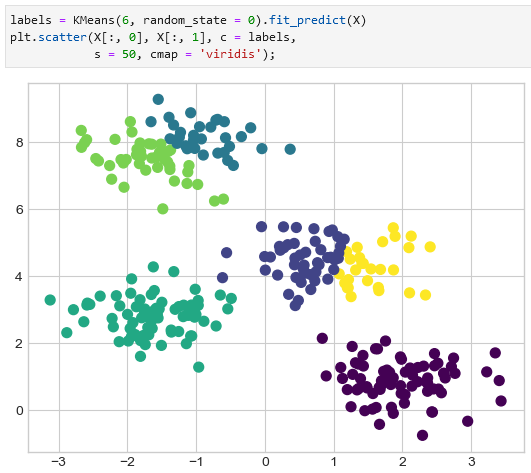 labels = KMeans(6, random_state = 0).fit_predict(X)
plt.scatter(X[:, 0], X[:, 1], c = labels,
s = 50, cmap = 'viridis');
8
6
4
2
0
−3 −2 −1 0 1 2 3